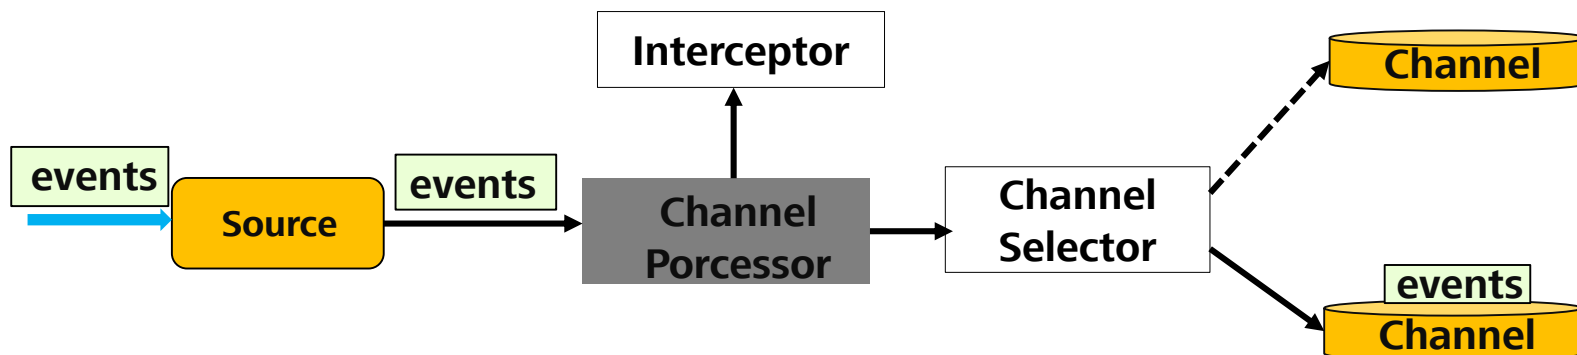 Interceptor
Channel
events
events
Source
Channel
Porcessor
Channel
Selector
events
Channel